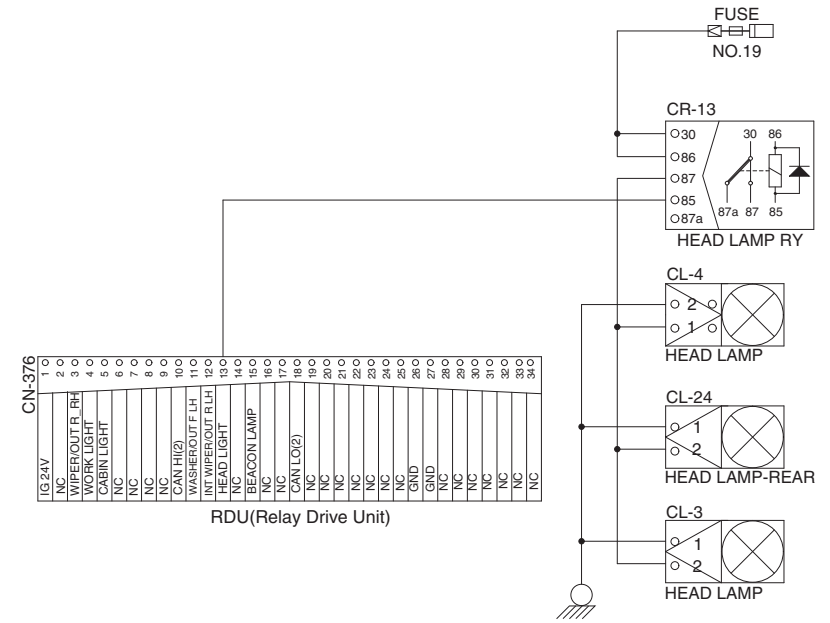 FUSE
NO.19
CR-13
30
86
87
85
87a
30 86
87a 87 85
HEAD LAMP RY
CL-4
2
1
HEAD LAMP
CL-24
1
2
HEAD LAMP-REAR
CL-3
1
2
HEAD LAMP
CN-376
1 2 3 4 5 6 7 8 9 10 11 12 13 14 15 16 17 18 19 20 21 22 23 24 25 26 27 28 29 30 31 32 33 34
IG 24V
NC
WIPER/OUT R_RH
WORK LIGHT
CABIN LIGHT
NC
NC
NC
NC
CAN HI(2)
WASHER/OUT F LH
INT WIPER/OUT R LH
HEAD LIGHT
NC
BEACON LAMP
NC
NC
CAN LO(2)
NC
NC
NC
NC
NC
NC
NC
GND
GND
NC
NC
NC
NC
NC
NC
NC
RDU(Relay Drive Unit)